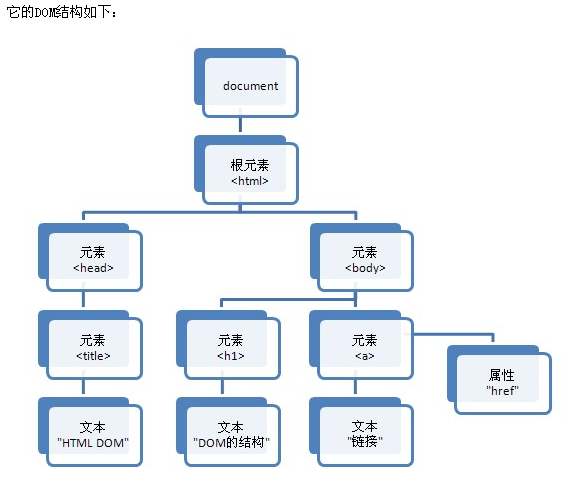 它的DOM结构如下：
document
根元素
<html>
元素
<head>
元素
<body>
元素
<title>
元素
<h1>
元素
<a>
属性
"href"
文本
"HTML DOM"
文本
"DOM的结构"
文本
"链接"